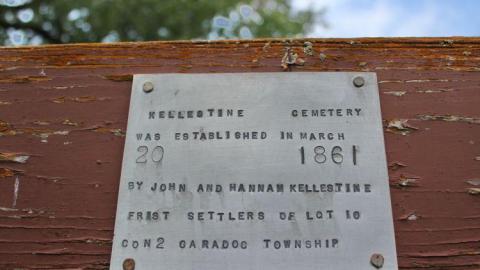 KELLESTINE CEMETERY
WAS ESTABLISHED IN MARCH
20 1861
BY JOHN AND HANNAH KELLESTINE
FRIST SETTLERS OF LOT 16
CON2 CARADOC TOWNSHIP